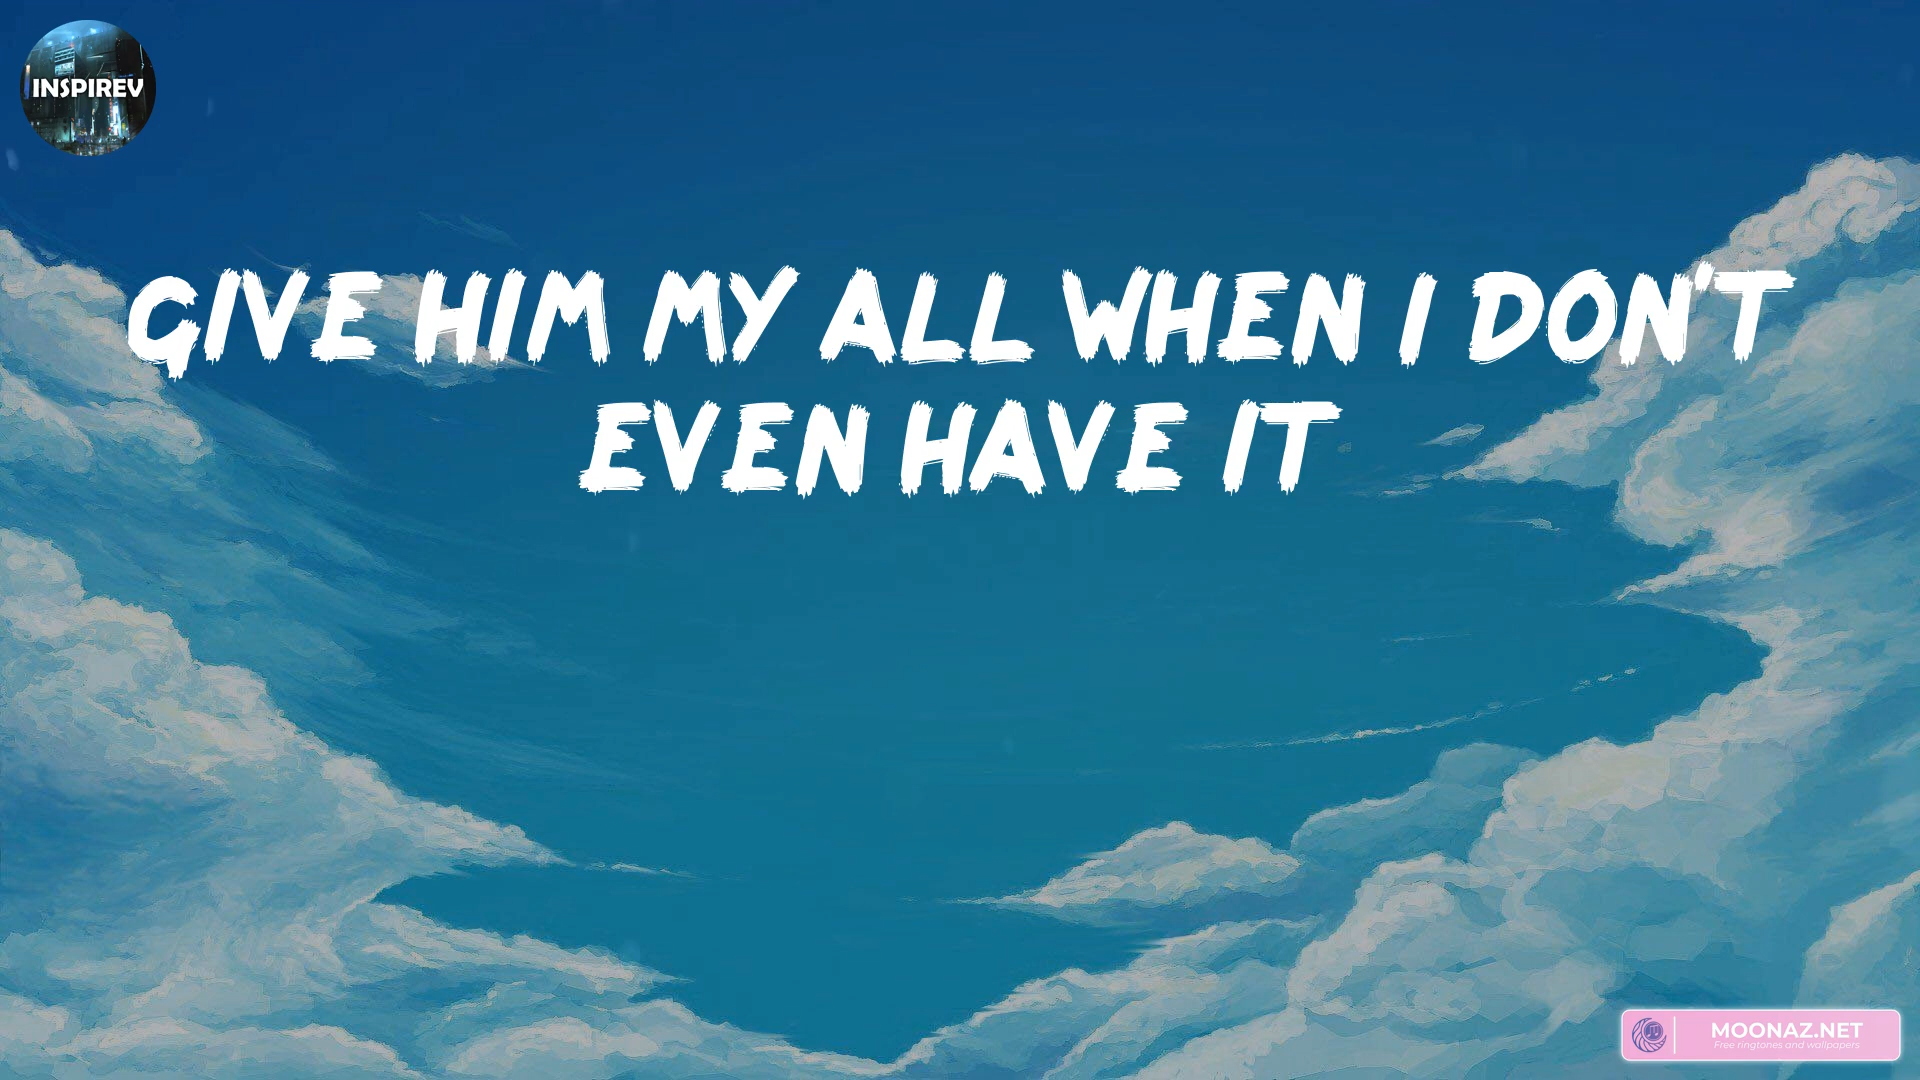 INSPIREV
GIVE HIM MY ALL WHEN I DON'T
EVEN HAVE IT
MOONAZ.NET
Free ringtones and wallpapers